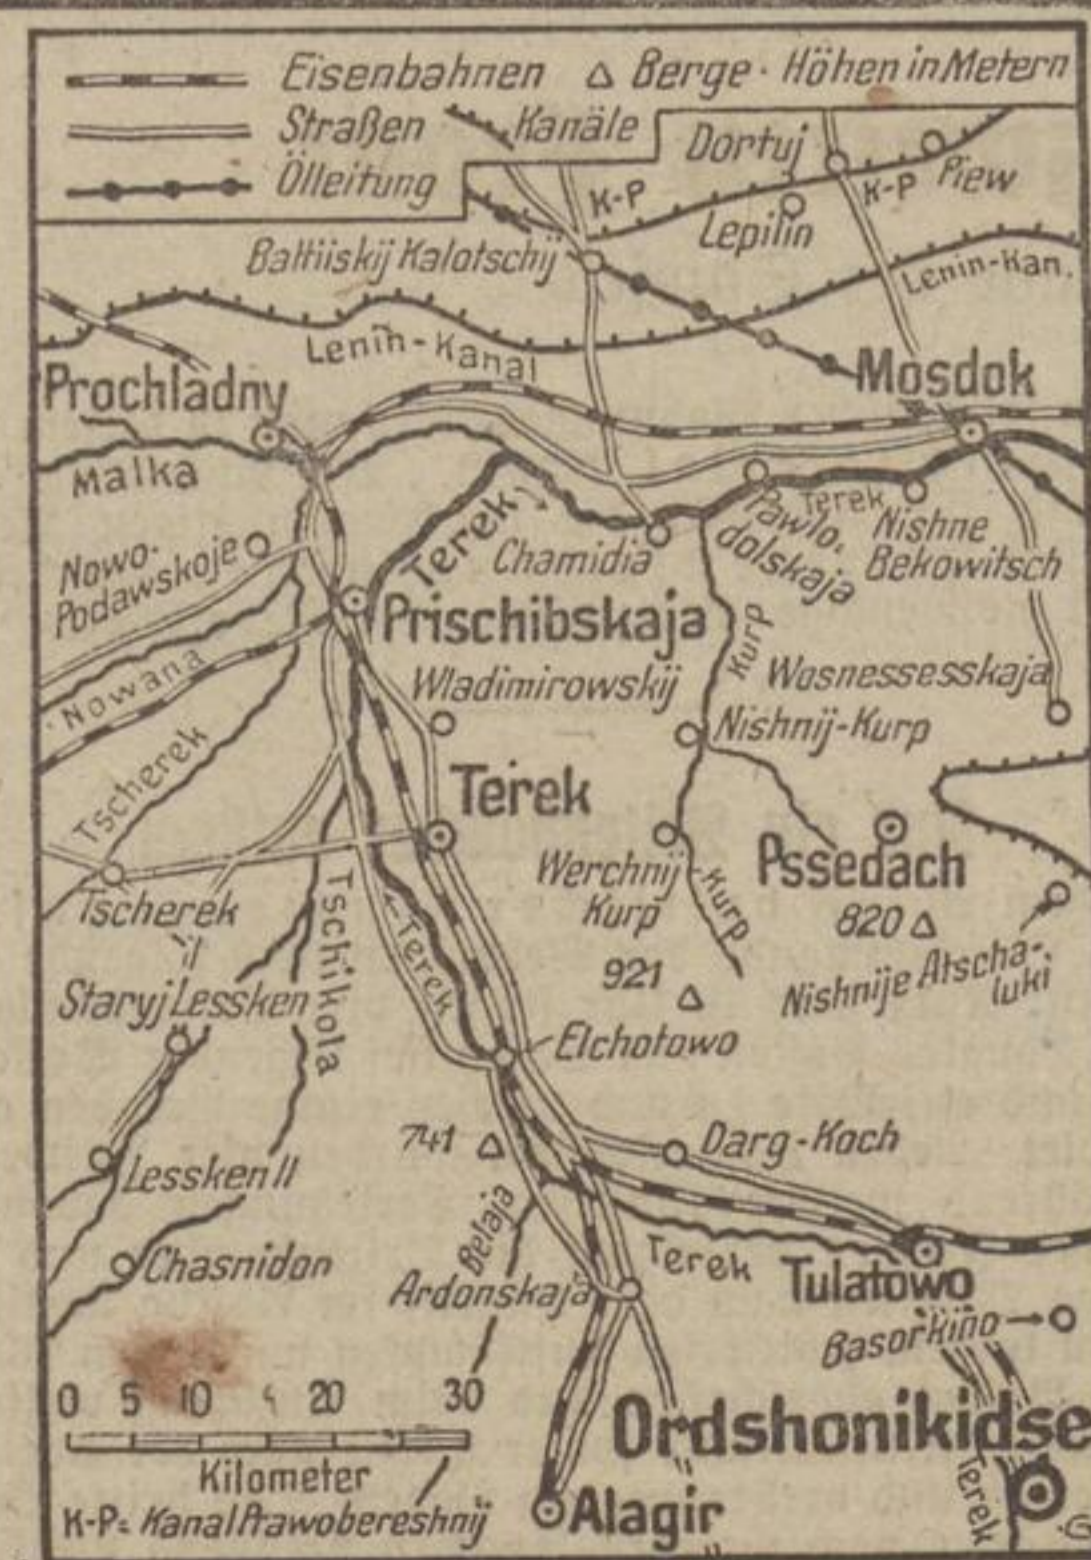 Eisenbahnen △ Berge · Höhen in Metern
Straßen Kanäle
Ölleitung
Dortuj
K-P
K-P
Piew
Lepilin
Baltiiskij Kalotschij
Lenin-Kan.
Lenin-Kanal
Mosdok
Prochladny
Malka
Terek
Terek
Pawlo-
dolskaja
Nishne
Bekowitsch
Chamidia
Nowo-
Podawskoje
Prischibskaja
Kurp
Nowana
Wladimirowskij
Wosnessesskaja
Nishnij-Kurp
Tscherek
Terek
Pssedach
Werchnij-
Kurp
Kurp
820
Tscherek
Tschikola
Terek
921
Nishnije Atscha-
luki
Staryj Lessken
Elchotowo
741
Darg-Koch
Lessken II
Belaja
Chasnidon
Ardonskaja
Terek
Tulatowo
Basorkino
0 5 10 20 30
Kilometer
K-P= Kanal Prawobereshnij
Ordshonikidse
Terek
Alagir